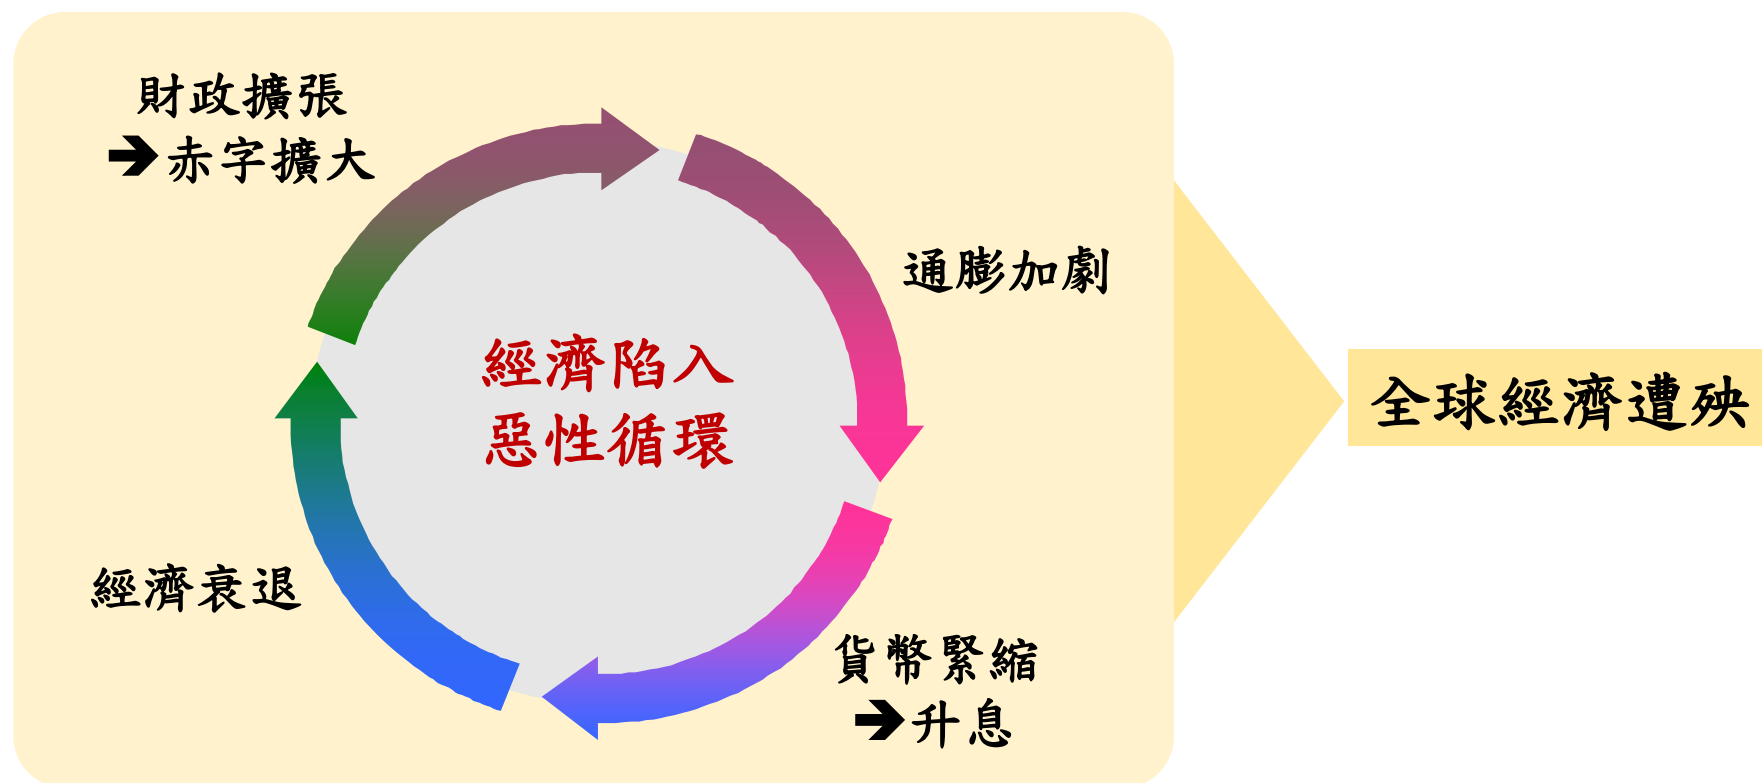 財政擴張
➔赤字擴大
通膨加劇
經濟陷入
惡性循環
全球經濟遭殃
經濟衰退
貨幣緊縮
➔升息